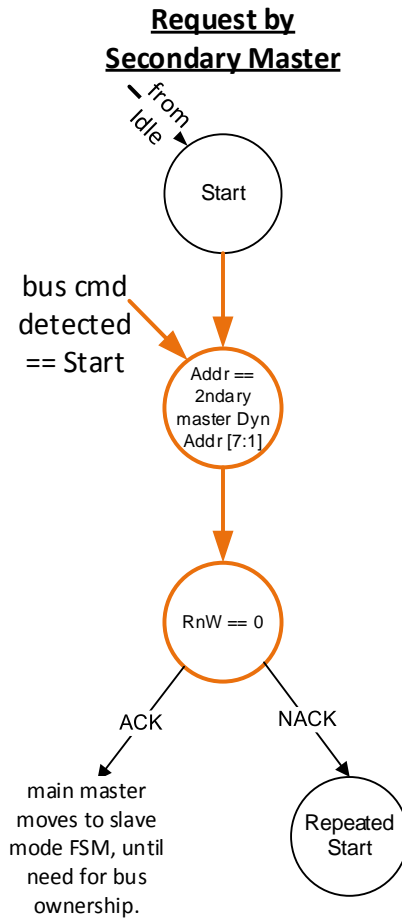 Request by
Secondary Master
from
Idle
Start
bus cmd
detected
== Start
Addr ==
2ndary
master Dyn
Addr [7:1]
RnW == 0
ACK
NACK
main master
moves to slave
mode FSM, until
need for bus
ownership.
Repeated
Start